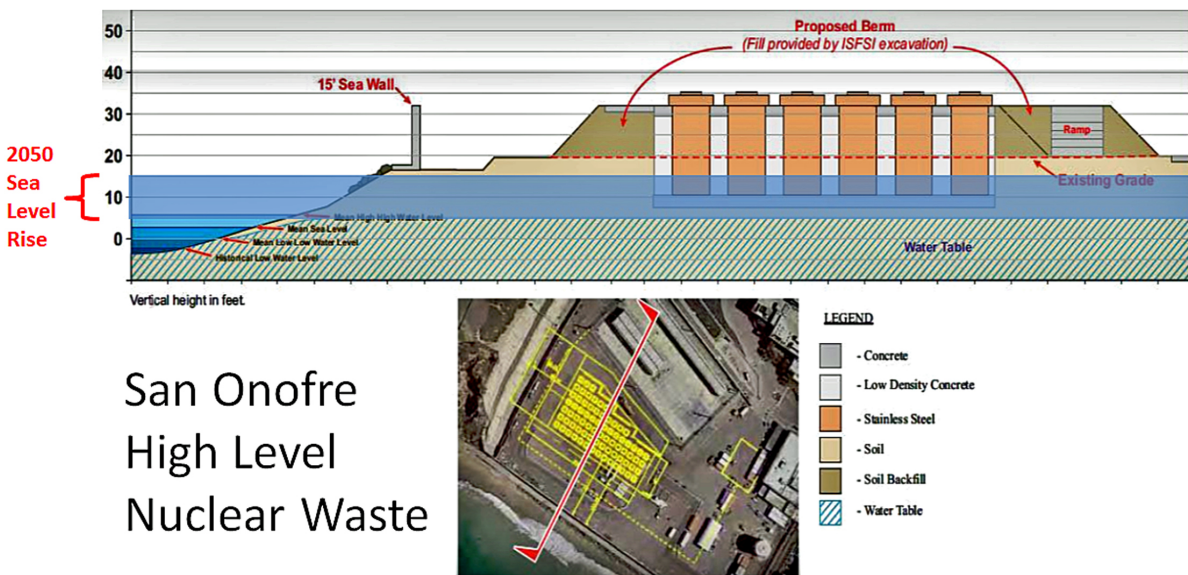 50
40
30
20
10
0
Proposed Berm
(Fill provided by ISFSI excavation)
15' Sea Wall
Ramp
Existing Grade
2050
Sea
Level
Rise
Mean High High Water Level
Mean Sea Level
Mean Low Low Water Level
Historical Low Water Level
Water Table
Vertical height in feet.
San Onofre
High Level
Nuclear Waste
LEGEND
- Concrete
- Low Density Concrete
- Stainless Steel
- Soil
- Soil Backfill
- Water Table